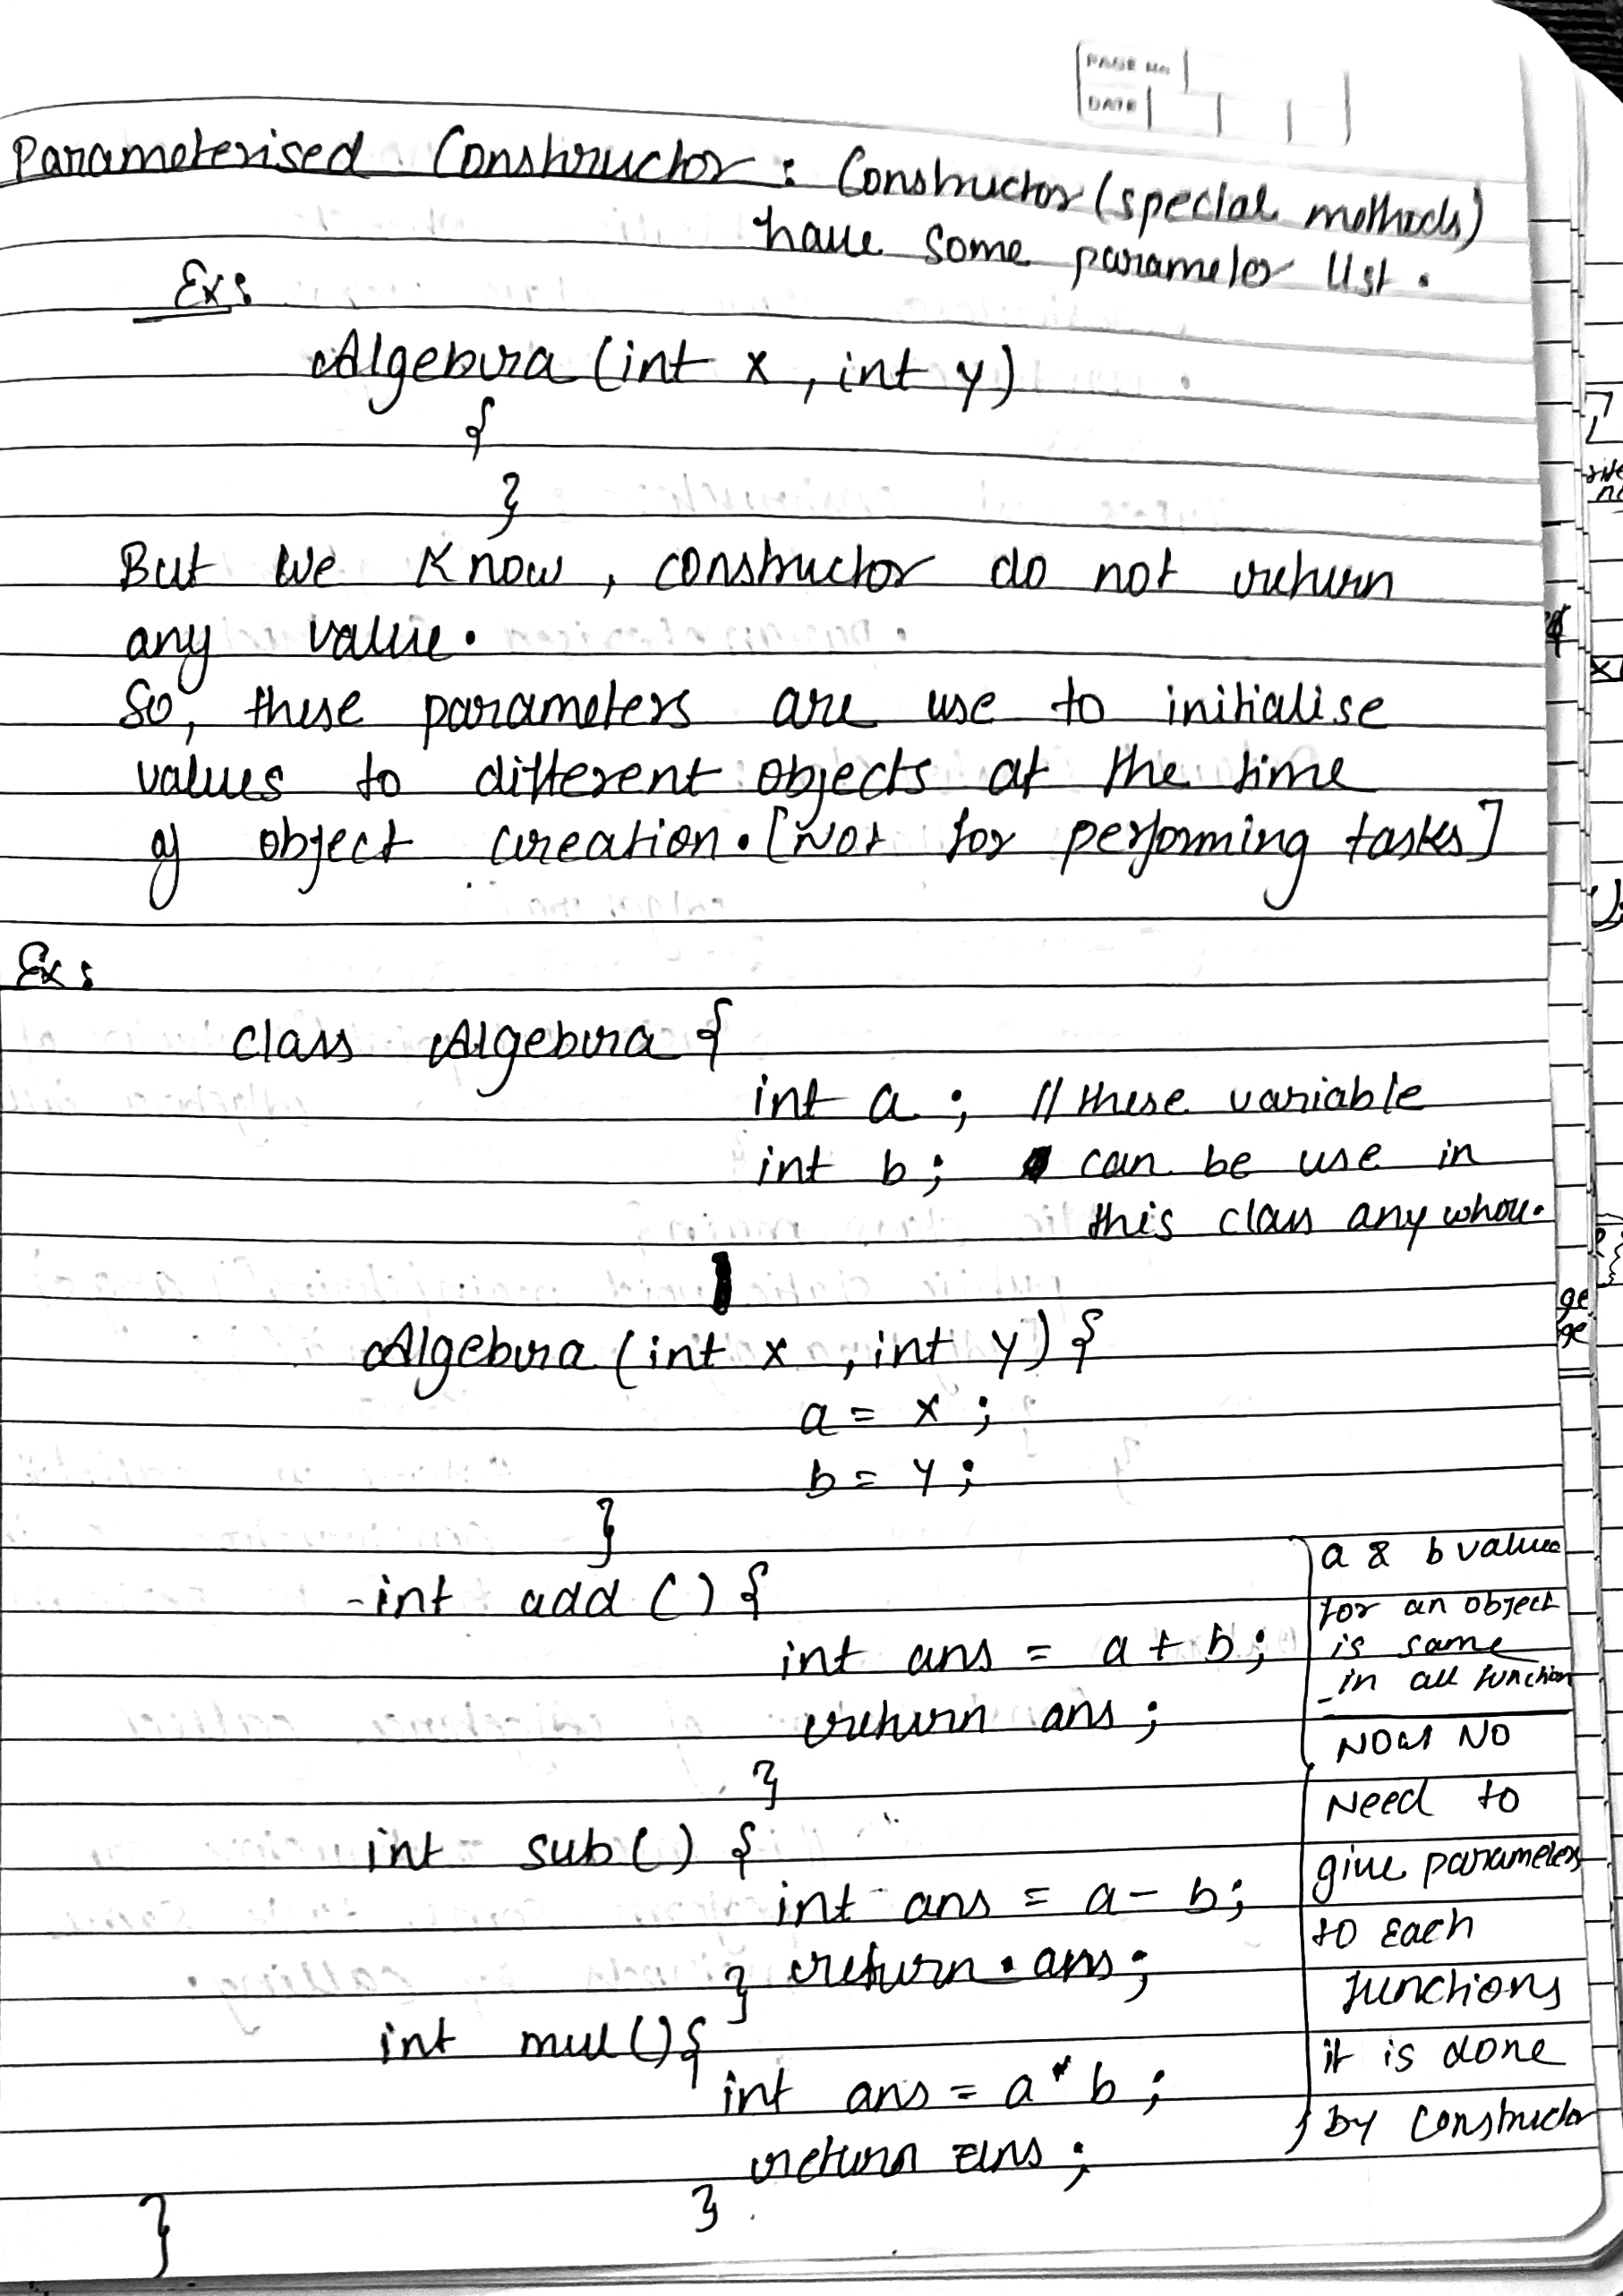 PAGE No
DATE
Parameterised Constructor : Constructor (special methods)
have some parameter list.
Ex:
Algebra (int x, int y)
{
}
But We Know, constructor do not return
any value.
So, these parameters are use to initialise
values to different objects at the time
of object creation. [Not for performing tasks]
Ex:
class Algebra {
int a ; // these variable
int b ; can be use in
this class anywhere.
Algebra (int x, int y) {
a = x ;
b = y ;
}
int add () {
int ans = a + b ;
return ans ;
}
int sub () {
int ans = a - b ;
return ans ;
}
int mul () {
int ans = a * b ;
return ans ;
}
}
a & b value
for an object
is same
in all function
Now No
Need to
give parameters
to Each
functions
it is done
by Constructor